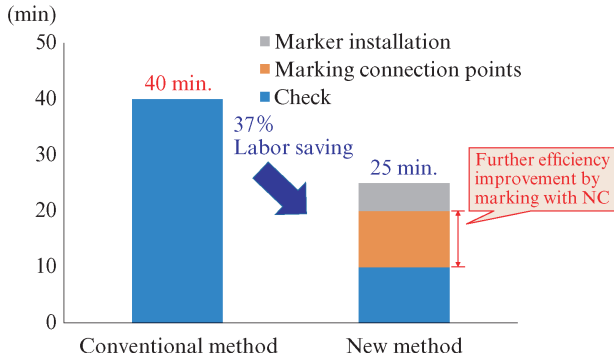 (min)
50
40
30
20
10
0
Marker installation
Marking connection points
Check
40 min.
37%
Labor saving
25 min.
Further efficiency
improvement by
marking with NC
Conventional method
New method